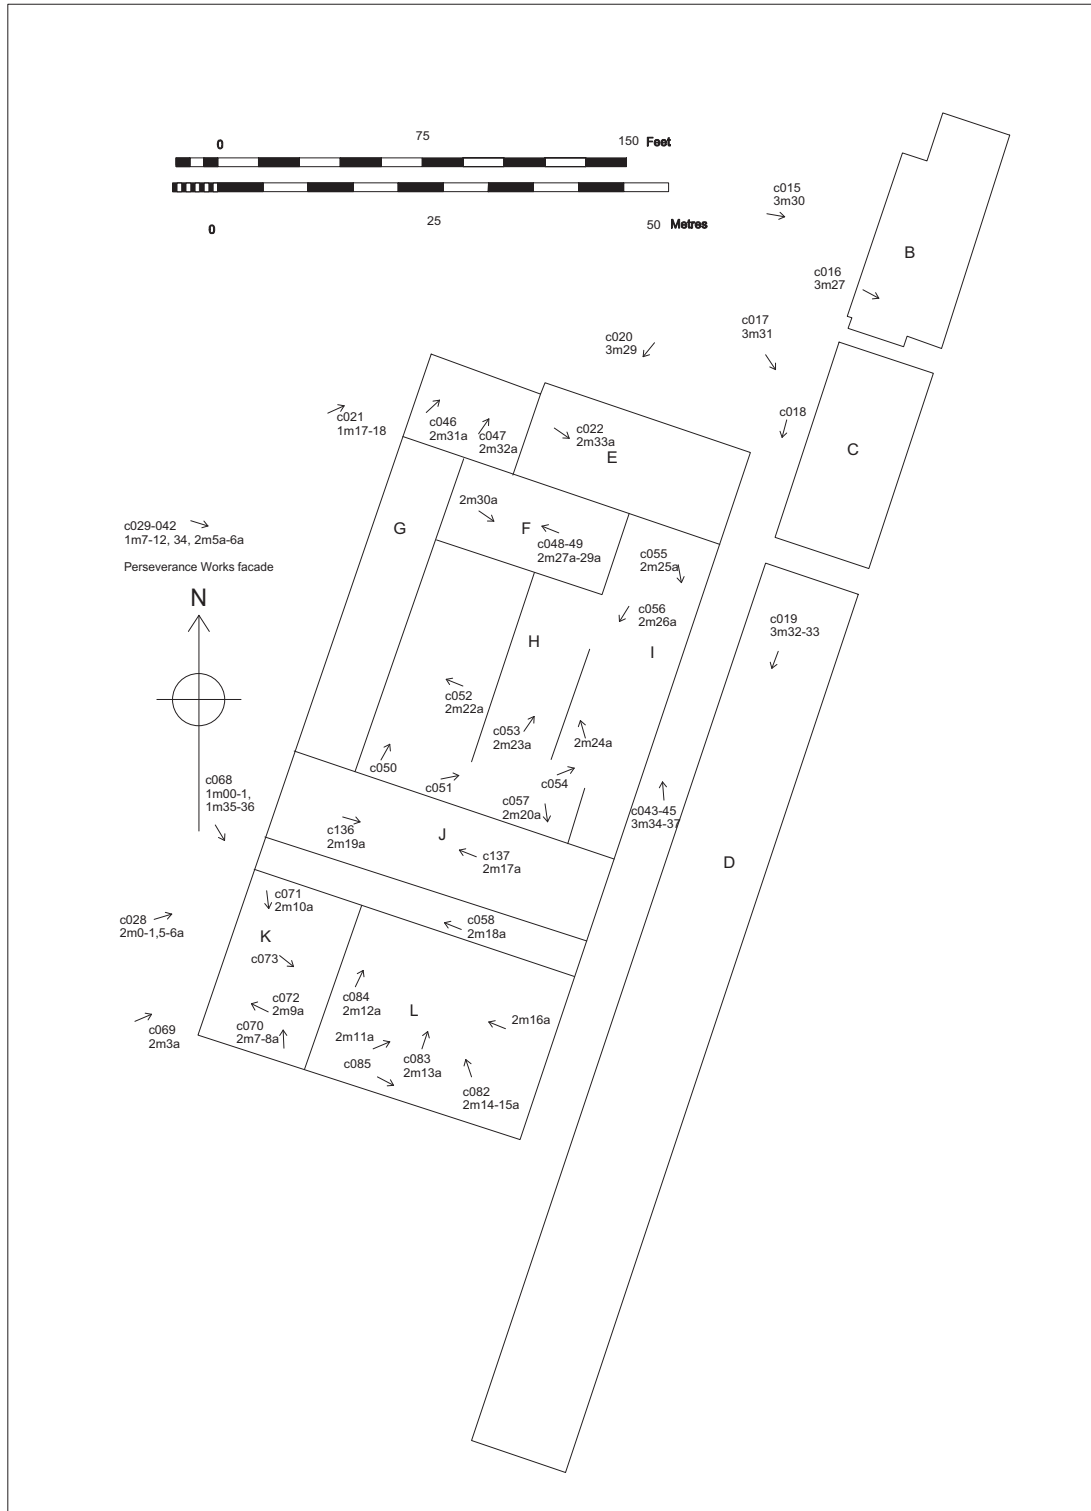 0 75 150 Feet
0 25 50 Metres
c015
3m30
B
c016
3m27
c017
3m31
c020
3m29
c018
c021
1m17-18
c046
2m31a
c047
2m32a
c022
2m33a
E
C
2m30a
F
G
c029-042
1m7-12, 34, 2m5a-6a
Perseverance Works facade
c048-49
2m27a-29a
c055
2m25a
N
c056
2m26a
c019
3m32-33
H
I
c052
2m22a
c053
2m23a
2m24a
c050
c051
c054
c068
1m00-1,
1m35-36
c057
2m20a
c043-45
3m34-37
J
c136
2m19a
c137
2m17a
D
c071
2m10a
c028
2m0-1,5-6a
c058
2m18a
K
c073
c084
2m12a
c072
2m9a
L
2m16a
c069
2m3a
c070
2m7-8a
2m11a
c085
c083
2m13a
c082
2m14-15a